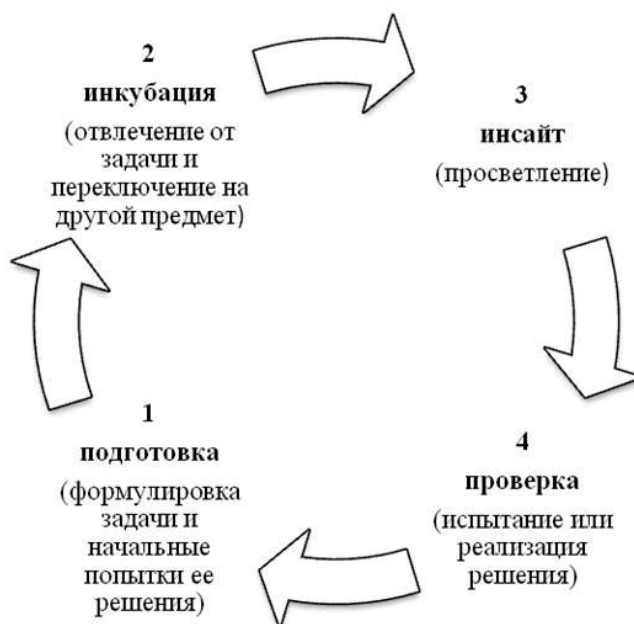 2
инкубация
(отвлечение от
задачи и
переключение на
другой предмет)
3
инсайт
(просветление)
1
подготовка
(формулировка
задачи и
начальные
попытки ее
решения)
4
проверка
(испытание или
реализация
решения)